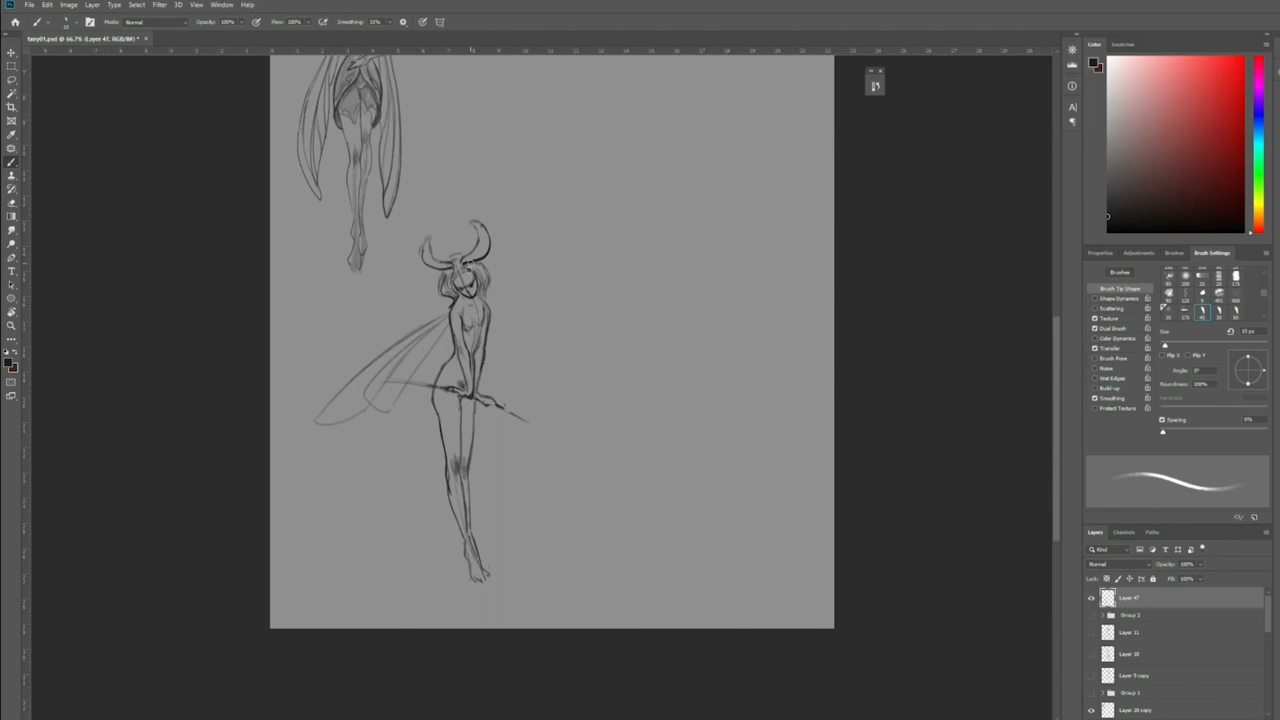 File Edit Image Layer Type Select Filter 3D View Window Help
Mode: Normal Opacity: 100% Flow: 100% Smoothing: 21%
fairy01.psd @ 66.7% (Layer 47, RGB/8#) *
Color Swatches
Properties Adjustments Brushes Brush Settings
Brushes
Brush Tip Shape
Shape Dynamics
Scattering
Texture
Dual Brush
Color Dynamics
Transfer
Brush Pose
Noise
Wet Edges
Build-up
Smoothing
Protect Texture
Size
Flip X Flip Y
Angle: 0°
Roundness: 100%
Hardness
Spacing
Layers Channels Paths
Kind
Normal Opacity: 100%
Lock: Fill: 100%
Layer 47
Group 2
Layer 11
Layer 10
Layer 9 copy
Group 1
Layer 20 copy